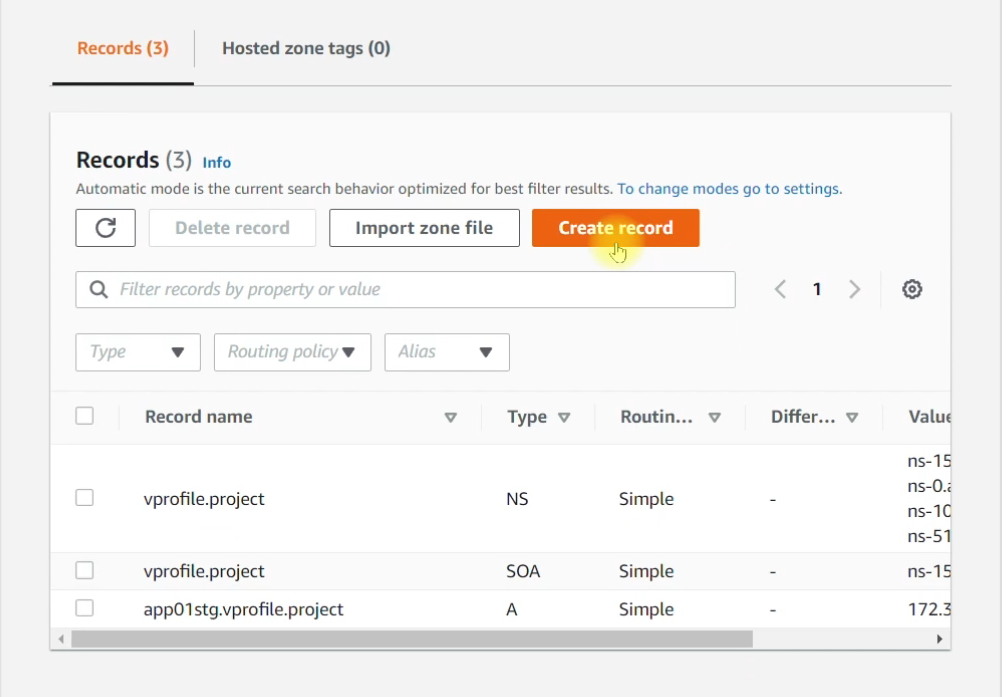 Records (3) Hosted zone tags (0)
Records (3) Info
Automatic mode is the current search behavior optimized for best filter results. To change modes go to settings.
Delete record Import zone file Create record
Filter records by property or value 1
Type Routing policy Alias
Record name Type Routin... Differ... Value
ns-15
ns-0.a
vprofile.project NS Simple -
ns-10
ns-51
vprofile.project SOA Simple - ns-15
app01stg.vprofile.project A Simple - 172.3